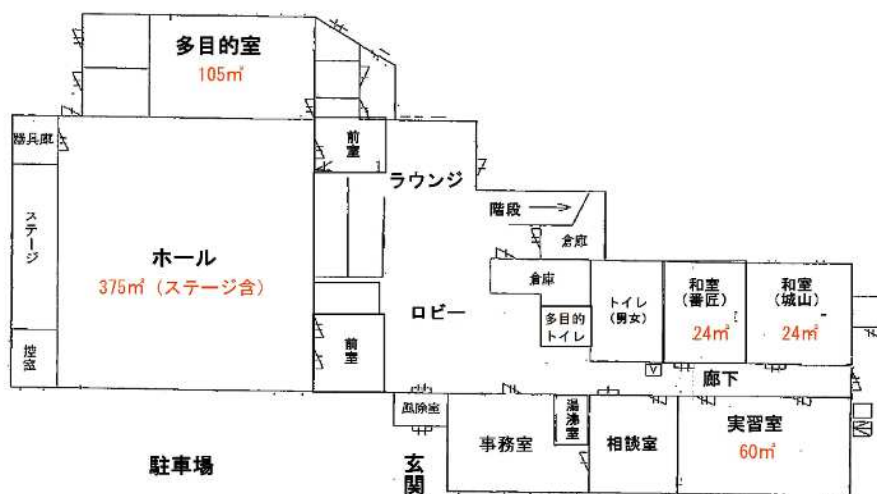 多目的室
105㎡
器具庫
前室
ラウンジ
階段
倉庫
ステージ
ホール
375㎡（ステージ含）
倉庫
トイレ
（男女）
和室
（番匠）
24㎡
和室
（城山）
24㎡
ロビー
多目的
トイレ
控室
前室
廊下
風除室
湯沸室
事務室
相談室
実習室
60㎡
駐車場
玄関